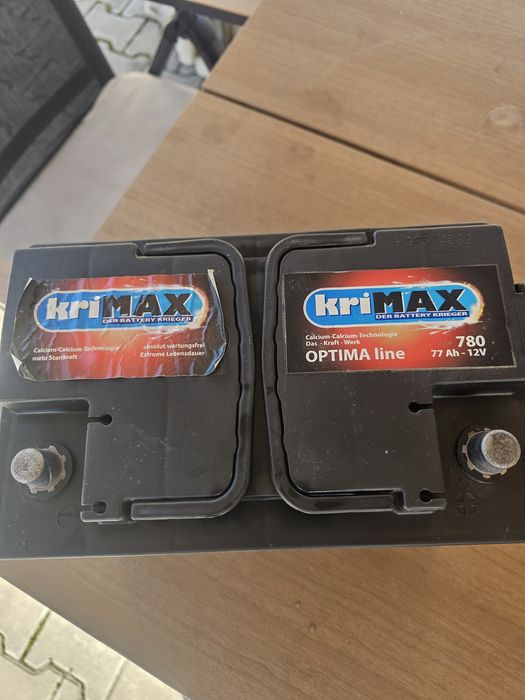 kriMAX
DER BATTERY KRIEGER
Calcium-Calcium-Technologie
mehr Startkraft
absolut wartungsfrei
Extreme Lebensdauer
kriMAX
DER BATTERY KRIEGER
Calcium-Calcium-Technologie
Das - Kraft - Werk
OPTIMA line
780
77 Ah - 12V